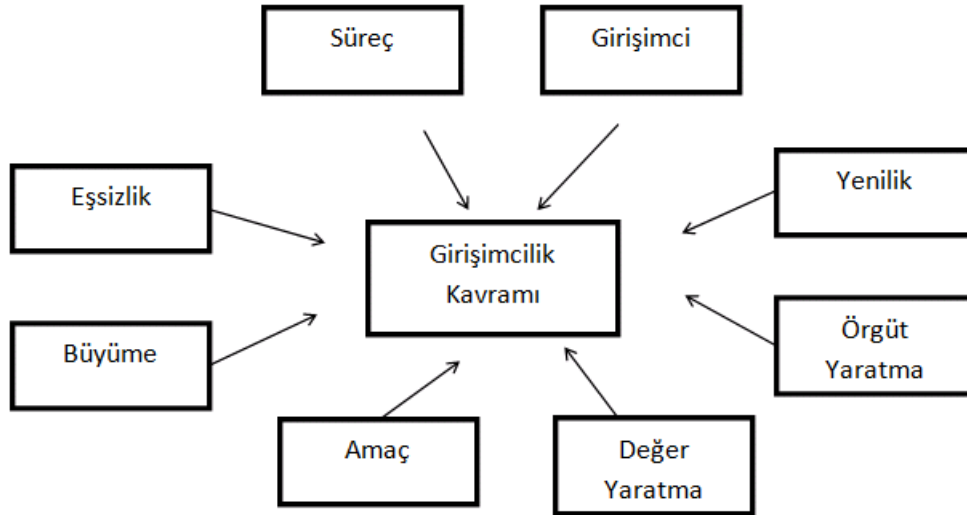 Süreç
Girişimci
Eşsizlik
Yenilik
Girişimcilik
Kavramı
Büyüme
Örgüt
Yaratma
Amaç
Değer
Yaratma